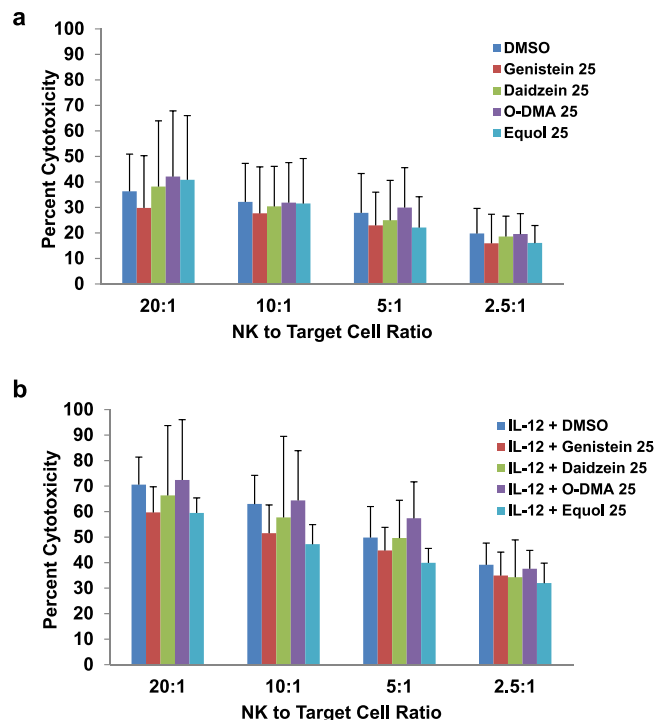 a
100
90
80
70
60
50
40
30
20
10
0
Percent Cytotoxicity
DMSO
Genistein 25
Daidzein 25
O-DMA 25
Equol 25
20:1 10:1 5:1 2.5:1
NK to Target Cell Ratio
b
100
90
80
70
60
50
40
30
20
10
0
Percent Cytotoxicity
IL-12 + DMSO
IL-12 + Genistein 25
IL-12 + Daidzein 25
IL-12 + O-DMA 25
IL-12 + Equol 25
20:1 10:1 5:1 2.5:1
NK to Target Cell Ratio